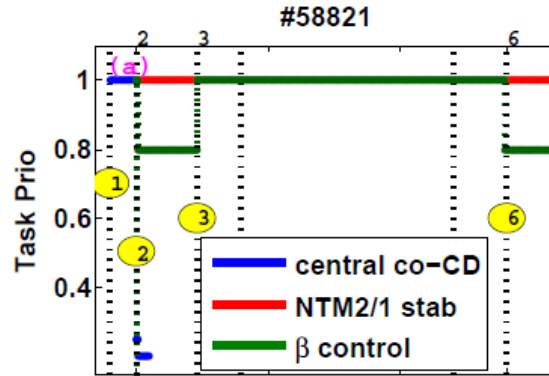 #58821
2 3 6
(a)
1
0.8
0.6
0.4
Task Prio
1
2
3
6
central co-CD
NTM2/1 stab
β control